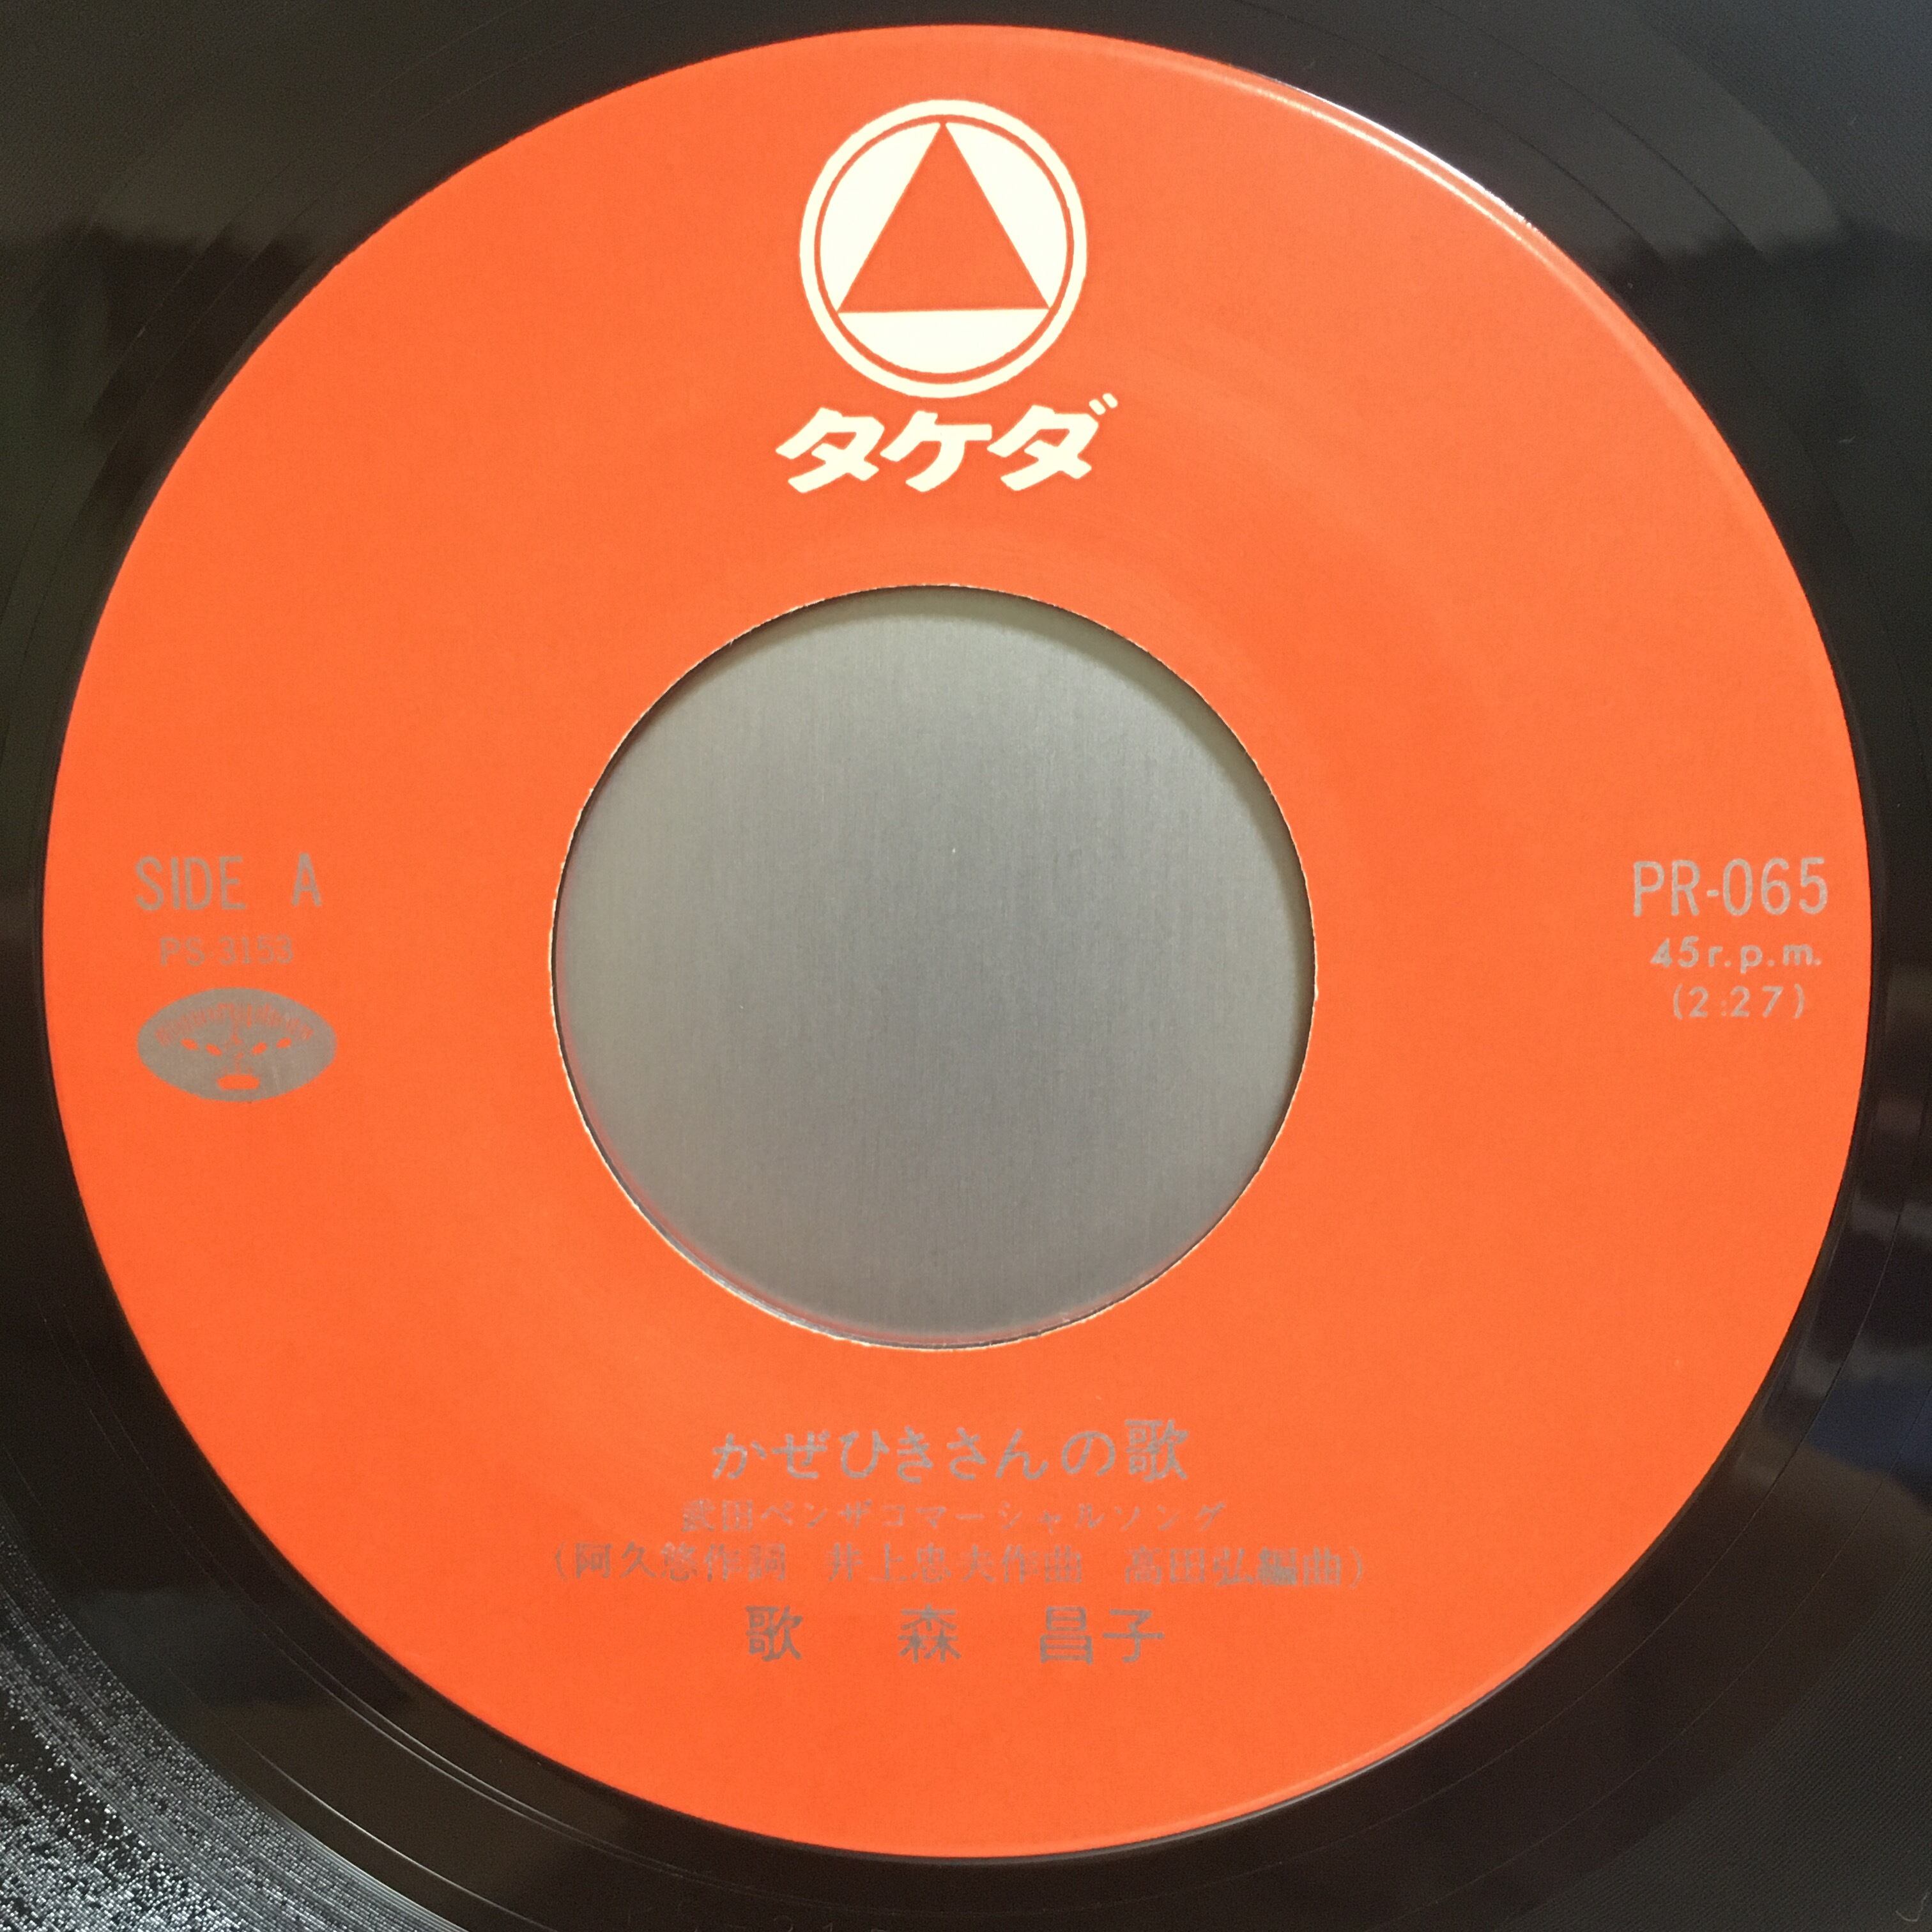 タケダ
SIDE A
PS 3153
PR-065
45r.p.m.
(2:27)
かぜひきさんの歌
武田ベンザコマーシャルソング
(阿久悠作詞 井上忠夫作曲 高田弘編曲)
歌 森 昌子